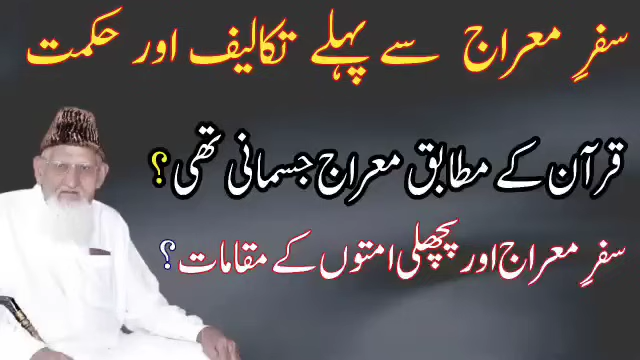 سفرِ معراج سے پہلے تکالیف اور حکمت
قرآن کے مطابق معراج جسمانی تھی؟
سفرِ معراج اور پچھلی امتوں کے مقامات؟